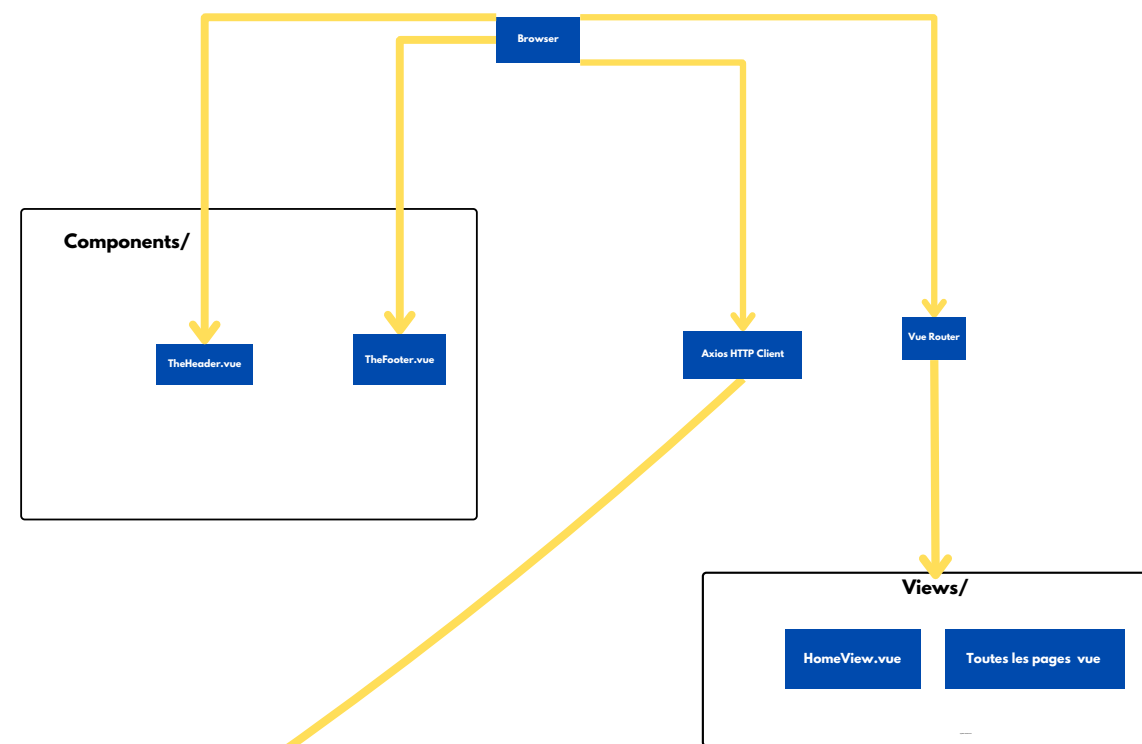 Browser
Components/
TheHeader.vue
TheFooter.vue
Axios HTTP Client
Vue Router
Views/
HomeView.vue
Toutes les pages vue